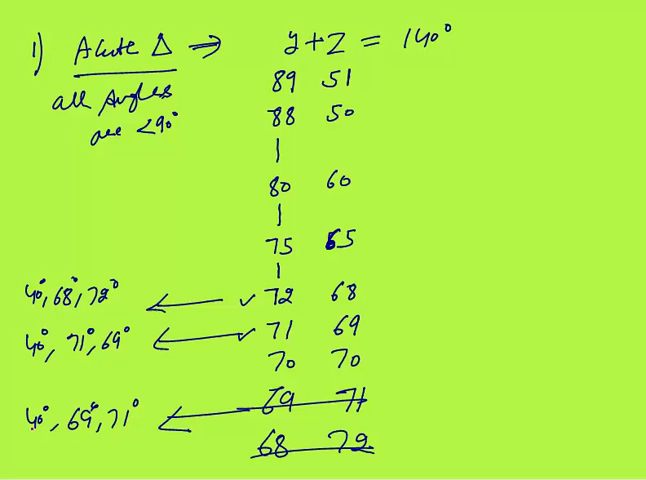 1) Acute Δ ⇒ y+z = 140°
all Angles
are <90°
89 51
88 50
|
80 60
|
75 65
|
40°, 68°, 72° ← ✓ 72 68
40°, 71°, 69° ← ✓ 71 69
70 70
40°, 69°, 71° ← 69 71
68 72